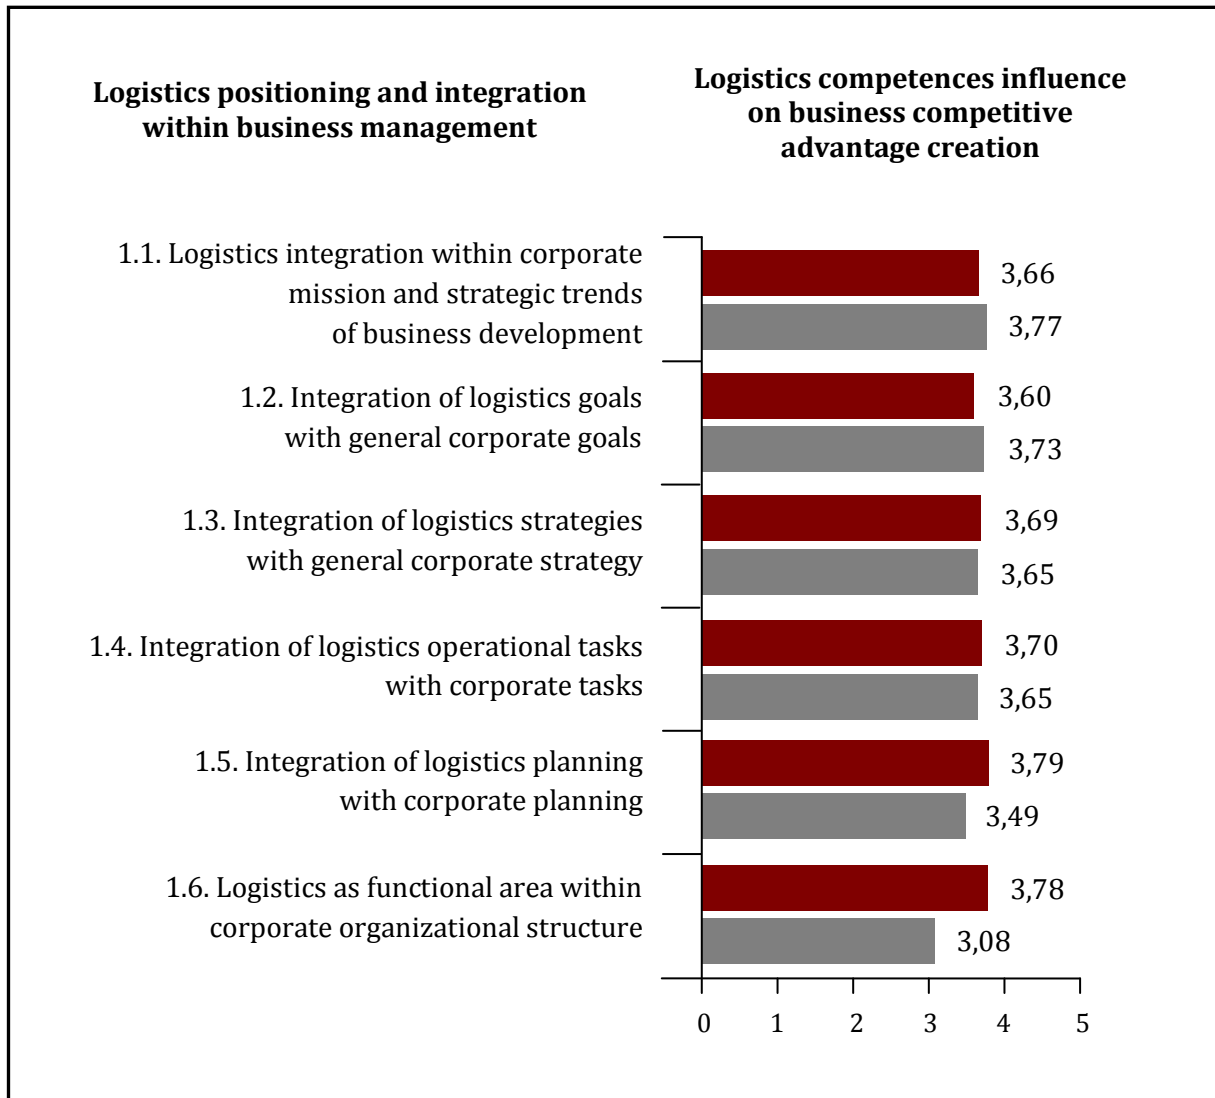 Logistics positioning and integration
within business management
Logistics competences influence
on business competitive
advantage creation
1.1. Logistics integration within corporate
mission and strategic trends
of business development
3,66
3,77
1.2. Integration of logistics goals
with general corporate goals
3,60
3,73
1.3. Integration of logistics strategies
with general corporate strategy
3,69
3,65
1.4. Integration of logistics operational tasks
with corporate tasks
3,70
3,65
1.5. Integration of logistics planning
with corporate planning
3,79
3,49
1.6. Logistics as functional area within
corporate organizational structure
3,78
3,08
0 1 2 3 4 5